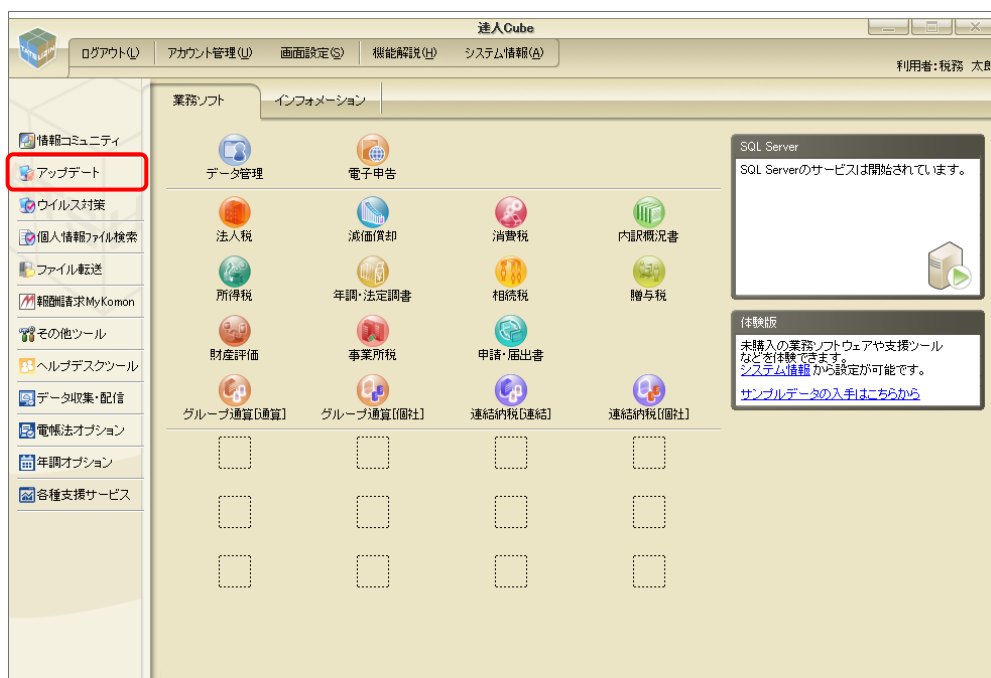 達人Cube
ログアウト(L)
アカウント管理(U)
画面設定(S)
機能解説(H)
システム情報(A)
利用者:税務 太郎
業務ソフト
インフォメーション
情報コミュニティ
アップデート
ウイルス対策
個人情報ファイル検索
ファイル転送
報酬請求MyKomon
その他ツール
ヘルプデスクツール
データ収集・配信
電帳法オプション
年調オプション
各種支援サービス
データ管理
電子申告
法人税
減価償却
消費税
内訳概況書
所得税
年調・法定調書
相続税
贈与税
財産評価
事業所税
申請・届出書
グループ通算[通算]
グループ通算[個社]
連結納税[連結]
連結納税[個社]
SQL Server
SQL Serverのサービスは開始されています。
体験版
未購入の業務ソフトウェアや支援ツール
などを体験できます。
システム情報から設定が可能です。
サンプルデータの入手はこちらから